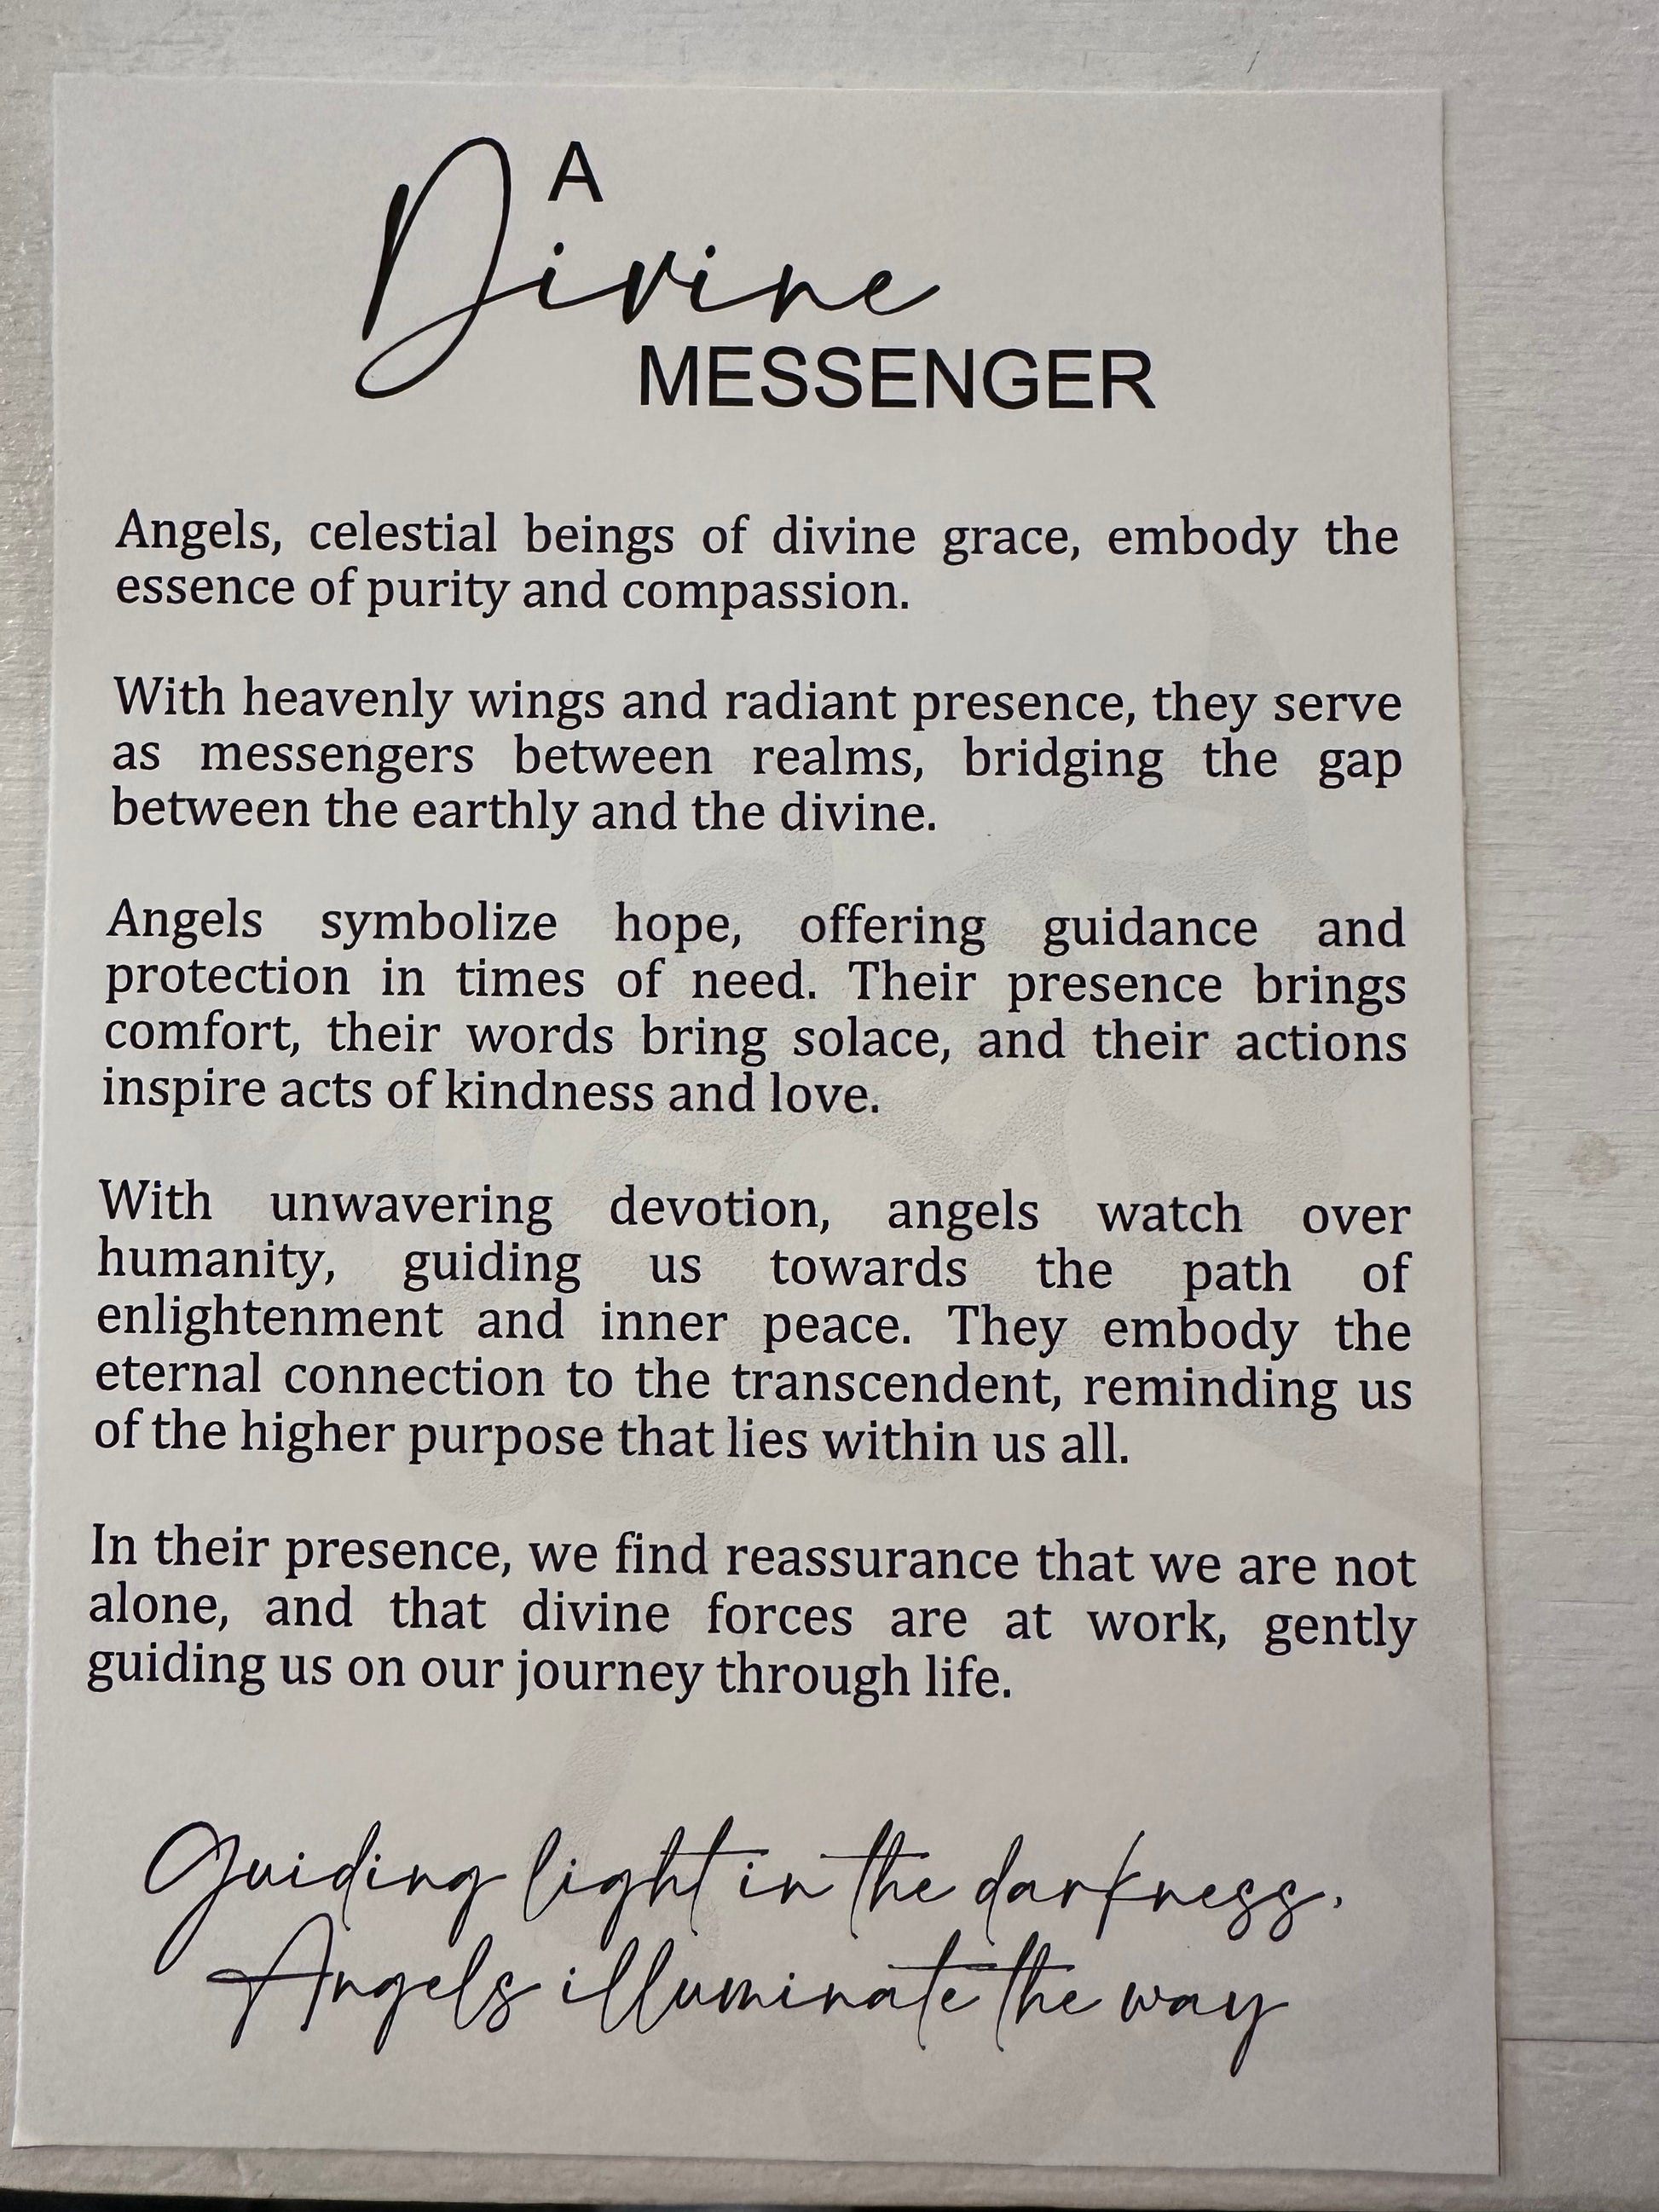 A
Divine
MESSENGER
Angels, celestial beings of divine grace, embody the
essence of purity and compassion.
With heavenly wings and radiant presence, they serve
as messengers between realms, bridging the gap
between the earthly and the divine.
Angels symbolize hope, offering guidance and
protection in times of need. Their presence brings
comfort, their words bring solace, and their actions
inspire acts of kindness and love.
With unwavering devotion, angels watch over
humanity, guiding us towards the path of
enlightenment and inner peace. They embody the
eternal connection to the transcendent, reminding us
of the higher purpose that lies within us all.
In their presence, we find reassurance that we are not
alone, and that divine forces are at work, gently
guiding us on our journey through life.
Guiding light in the darkness,
Angels illuminate the way